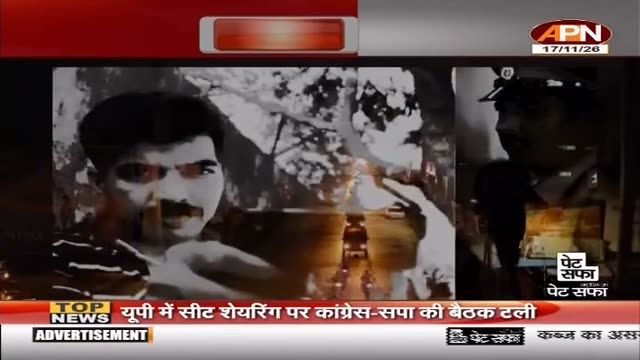 APN
17/11/26
पेट सफा
पेट सफा
TOP NEWS
यूपी में सीट शेयरिंग पर कांग्रेस-सपा की बैठक टली
ADVERTISEMENT
पेट सफा
कब्ज का अस